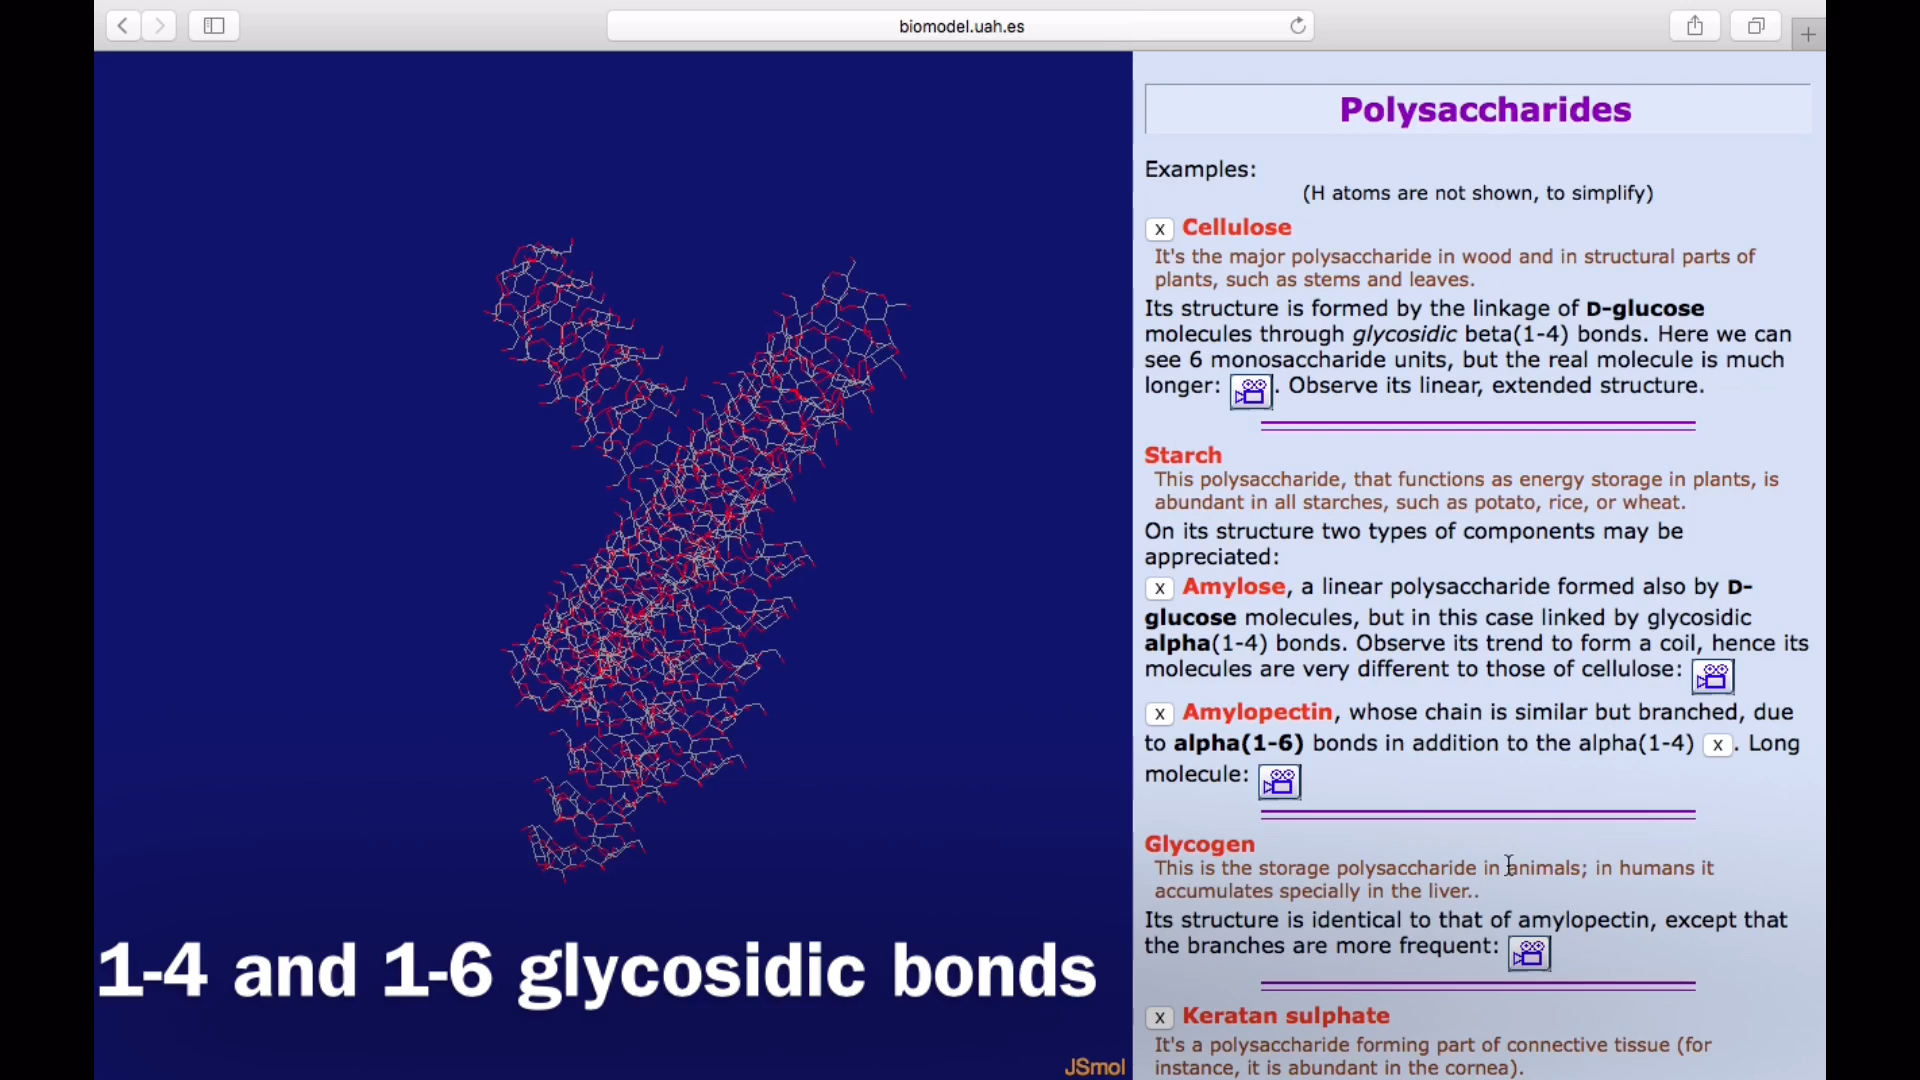 biomodel.uah.es
Polysaccharides
Examples:
(H atoms are not shown, to simplify)
x Cellulose
It's the major polysaccharide in wood and in structural parts of
plants, such as stems and leaves.
Its structure is formed by the linkage of D-glucose
molecules through glycosidic beta(1-4) bonds. Here we can
see 6 monosaccharide units, but the real molecule is much
longer: . Observe its linear, extended structure.
Starch
This polysaccharide, that functions as energy storage in plants, is
abundant in all starches, such as potato, rice, or wheat.
On its structure two types of components may be
appreciated:
x Amylose, a linear polysaccharide formed also by D-
glucose molecules, but in this case linked by glycosidic
alpha(1-4) bonds. Observe its trend to form a coil, hence its
molecules are very different to those of cellulose:
x Amylopectin, whose chain is similar but branched, due
to alpha(1-6) bonds in addition to the alpha(1-4) x . Long
molecule:
Glycogen
This is the storage polysaccharide in animals; in humans it
accumulates specially in the liver..
Its structure is identical to that of amylopectin, except that
the branches are more frequent:
x Keratan sulphate
It's a polysaccharide forming part of connective tissue (for
instance, it is abundant in the cornea).
1-4 and 1-6 glycosidic bonds
JSmol